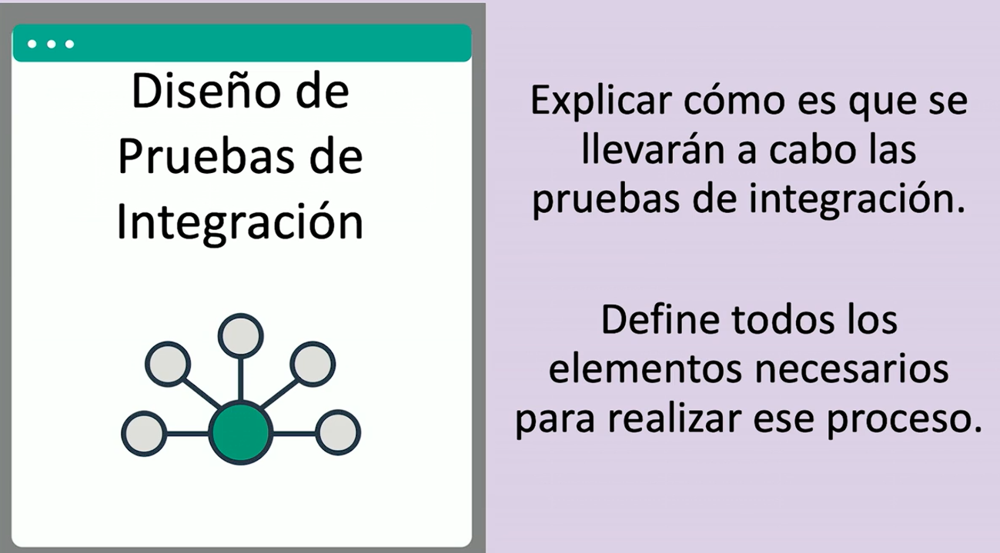 Diseño de
Pruebas de
Integración
Explicar cómo es que se
llevarán a cabo las
pruebas de integración.
Define todos los
elementos necesarios
para realizar ese proceso.